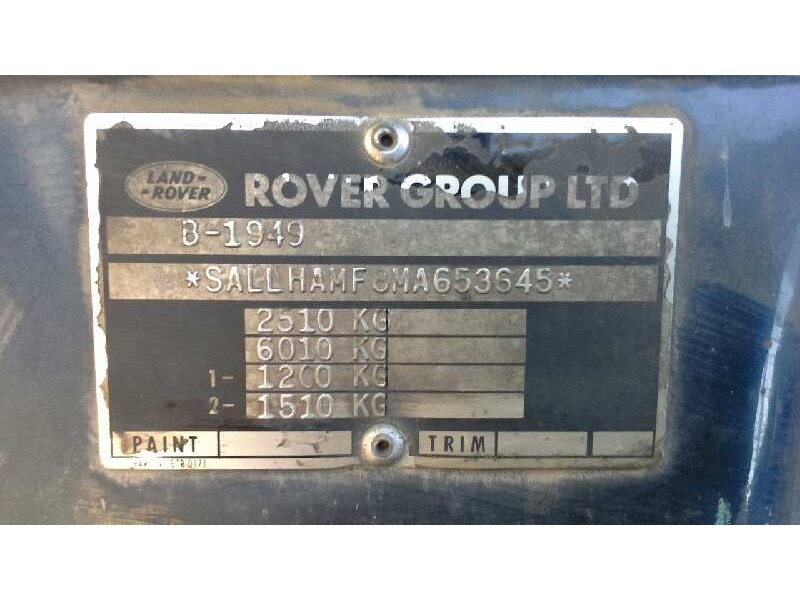 LAND-
-ROVER
ROVER GROUP LTD
B-1949
*SALLHAMF8MA653645*
2510 KG
6010 KG
1- 1200 KG
2- 1510 KG
PAINT TRIM